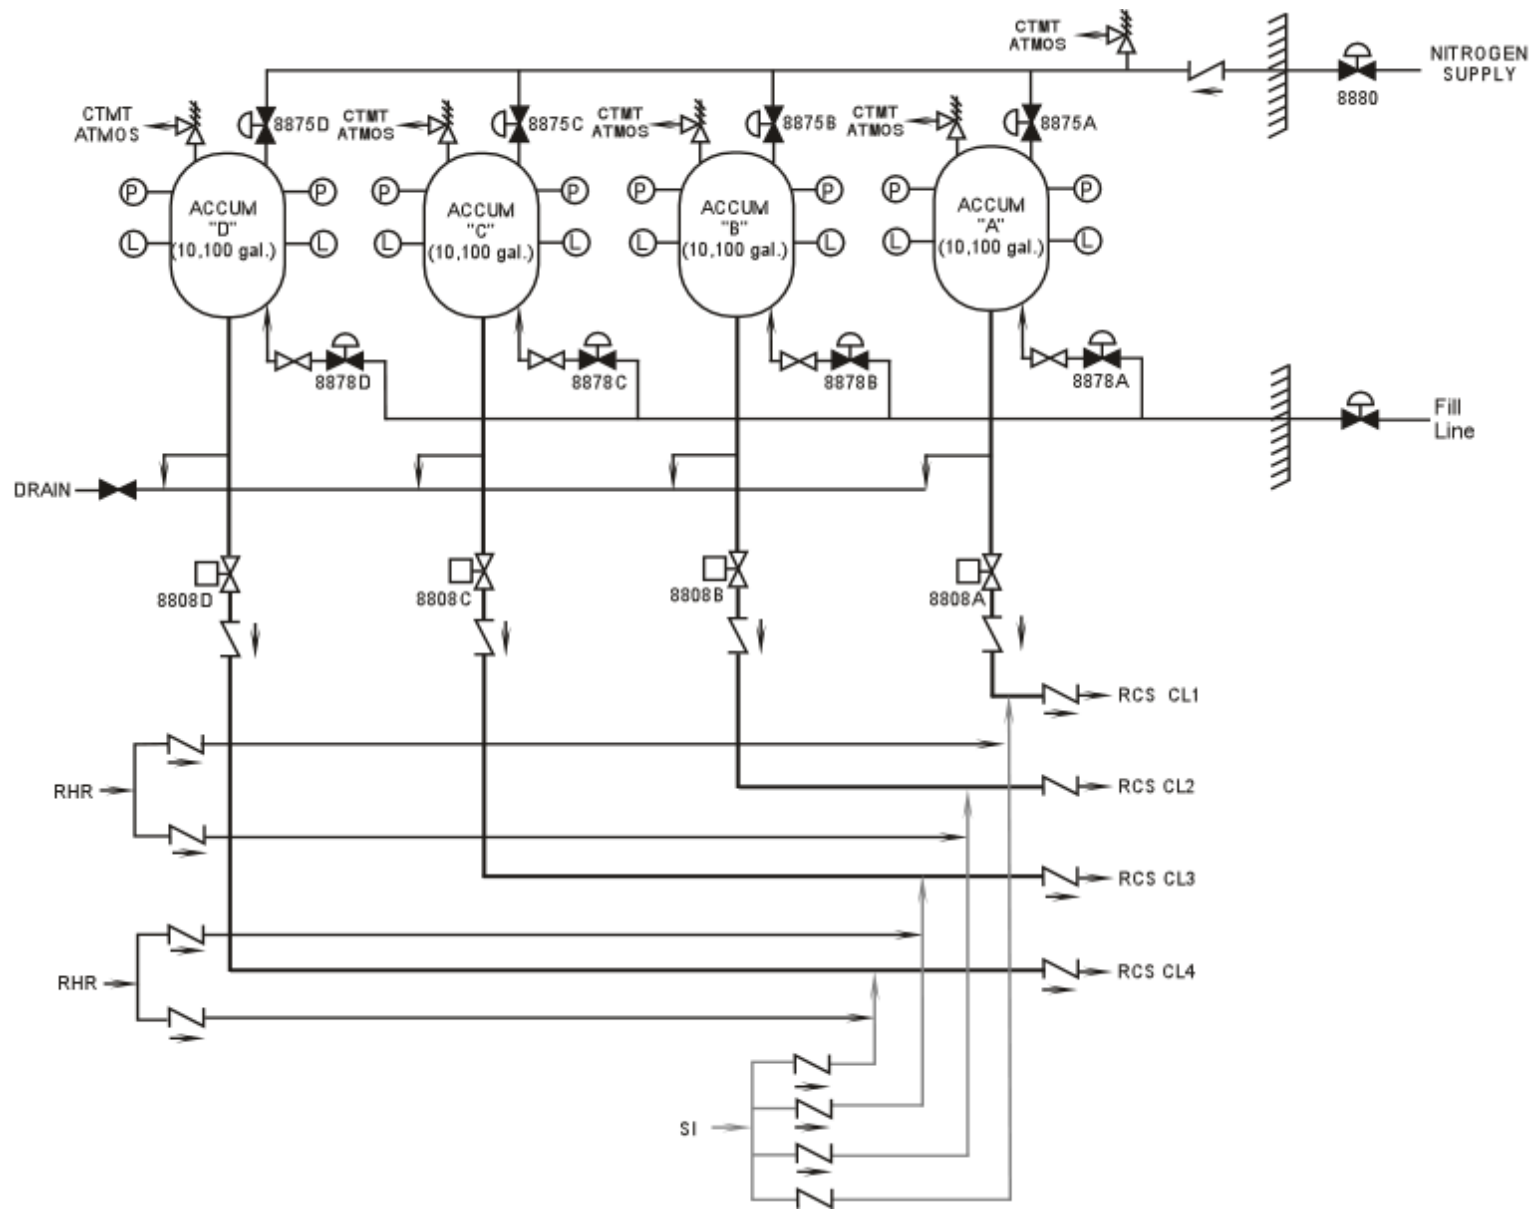 CTMT
ATMOS
NITROGEN
SUPPLY
8880
CTMT
ATMOS
8875D
CTMT
ATMOS
8875C
CTMT
ATMOS
8875B
CTMT
ATMOS
8875A
P
P
P
P
P
P
P
P
ACCUM
"D"
(10,100 gal.)
ACCUM
"C"
(10,100 gal.)
ACCUM
"B"
(10,100 gal.)
ACCUM
"A"
(10,100 gal.)
L
L
L
L
L
L
L
L
8878D
8878C
8878B
8878A
Fill
Line
DRAIN
8808D
8808C
8808B
8808A
RCS CL1
RHR
RCS CL2
RCS CL3
RHR
RCS CL4
SI